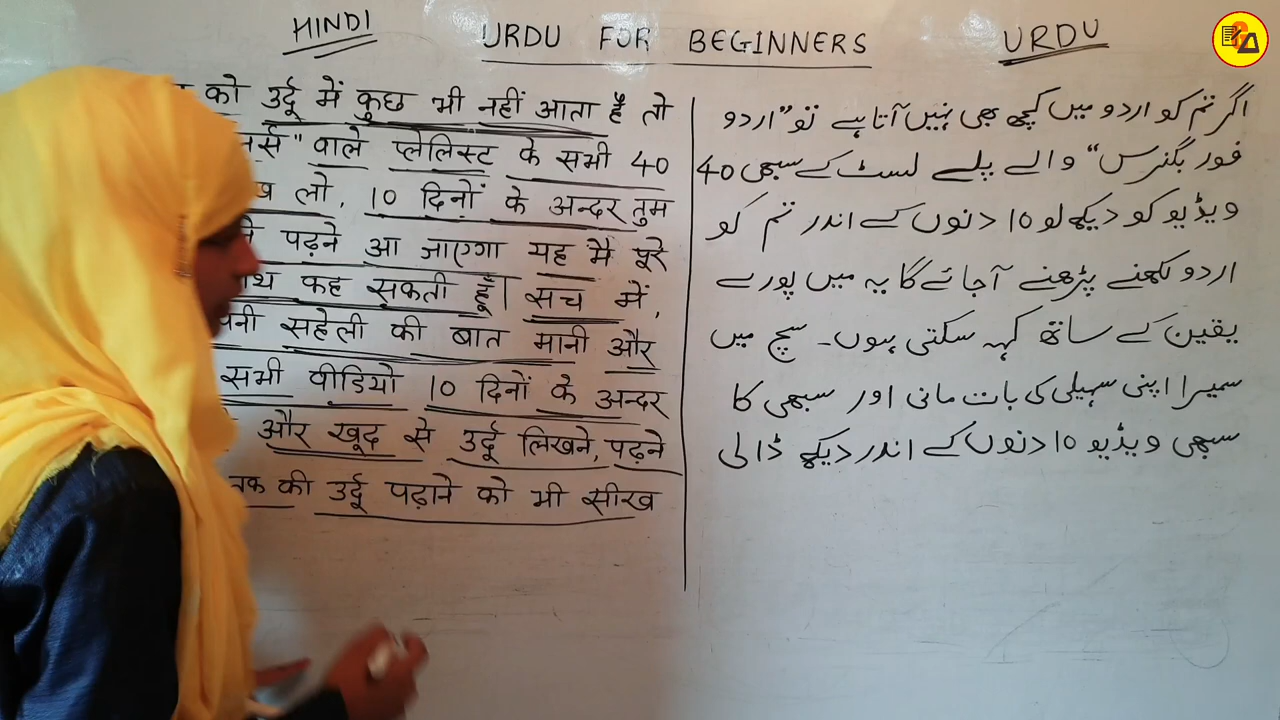 HINDI
URDU FOR BEGINNERS
URDU
को उर्दू में कुछ भी नहीं आता है तो
र्स" वाले प्लेलिस्ट के सभी 40
लो, 10 दिनों के अन्दर तुम
पढ़ने आ जाएगा यह मैं पूरे
कह सकती हूँ। सच में,
सहेली की बात मानी और
सभी वीडियो 10 दिनों के अन्दर
और खूद से उर्दू लिखने, पढ़ने
तक की उर्दू पढ़ाने को भी सीख
اگر تم کو اردو میں کچھ بھی نہیں آتا ہے تو "اردو
فور بگنرس" والے پلے لسٹ کے سبھی 40
ویڈیو کو دیکھ لو 10 دنوں کے اندر تم کو
اردو لکھنے پڑھنے آجائے گا یہ میں پورے
یقین کے ساتھ کہہ سکتی ہوں۔ سچ میں
سمیرا اپنی سہیلی کی بات مانی اور سبھی کا
سبھی ویڈیو 10 دنوں کے اندر دیکھ ڈالی